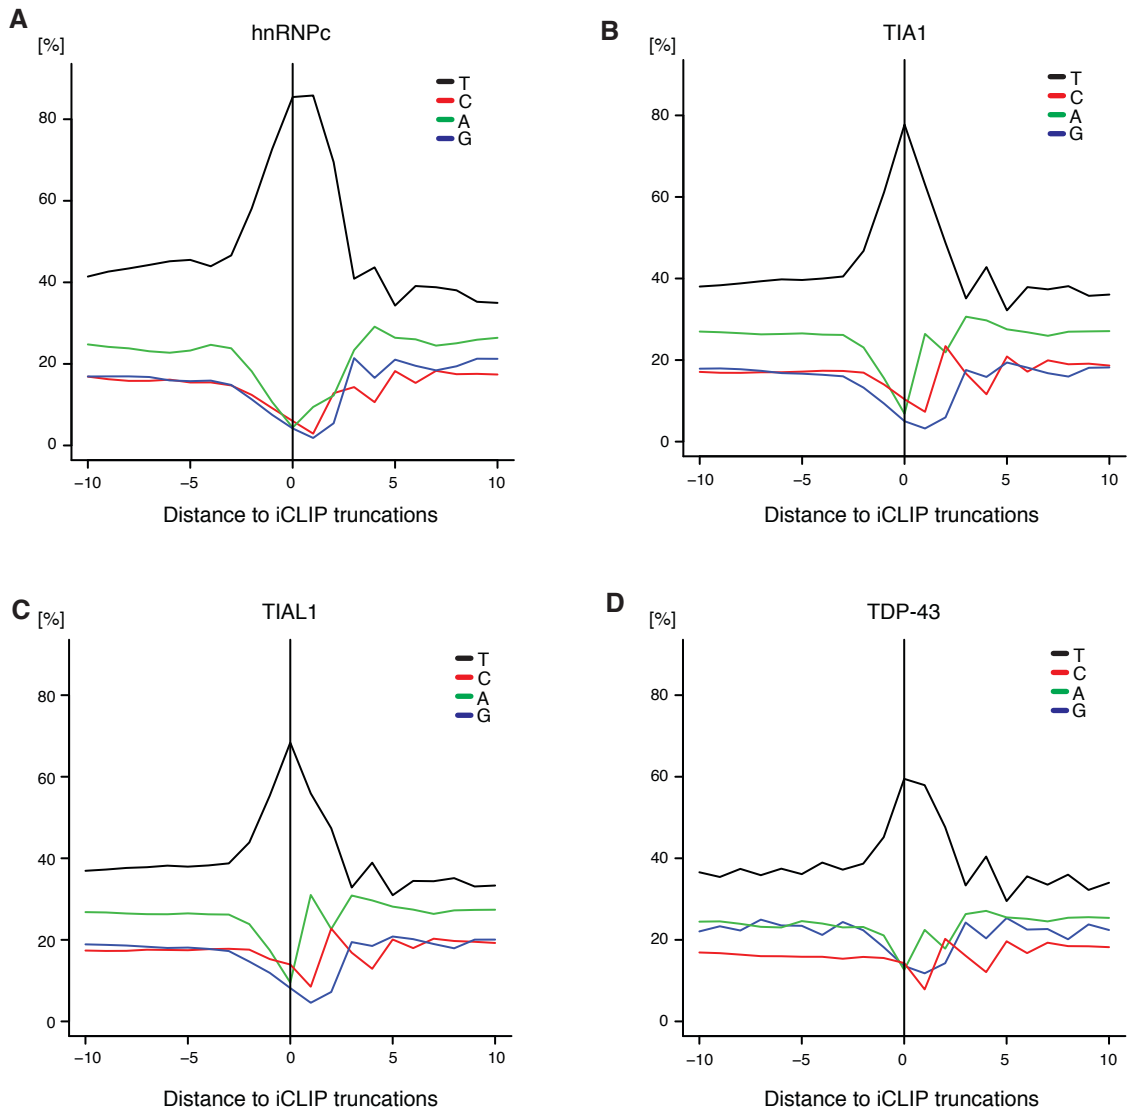 A
hnRNPc
[%]
T
C
A
G
80
60
40
20
0
−10
−5
0
5
10
Distance to iCLIP truncations
B
TIA1
[%]
T
C
A
G
80
60
40
20
0
−10
−5
0
5
10
Distance to iCLIP truncations
C
TIAL1
[%]
T
C
A
G
80
60
40
20
0
−10
−5
0
5
10
Distance to iCLIP truncations
D
TDP-43
[%]
T
C
A
G
80
60
40
20
0
−10
−5
0
5
10
Distance to iCLIP truncations